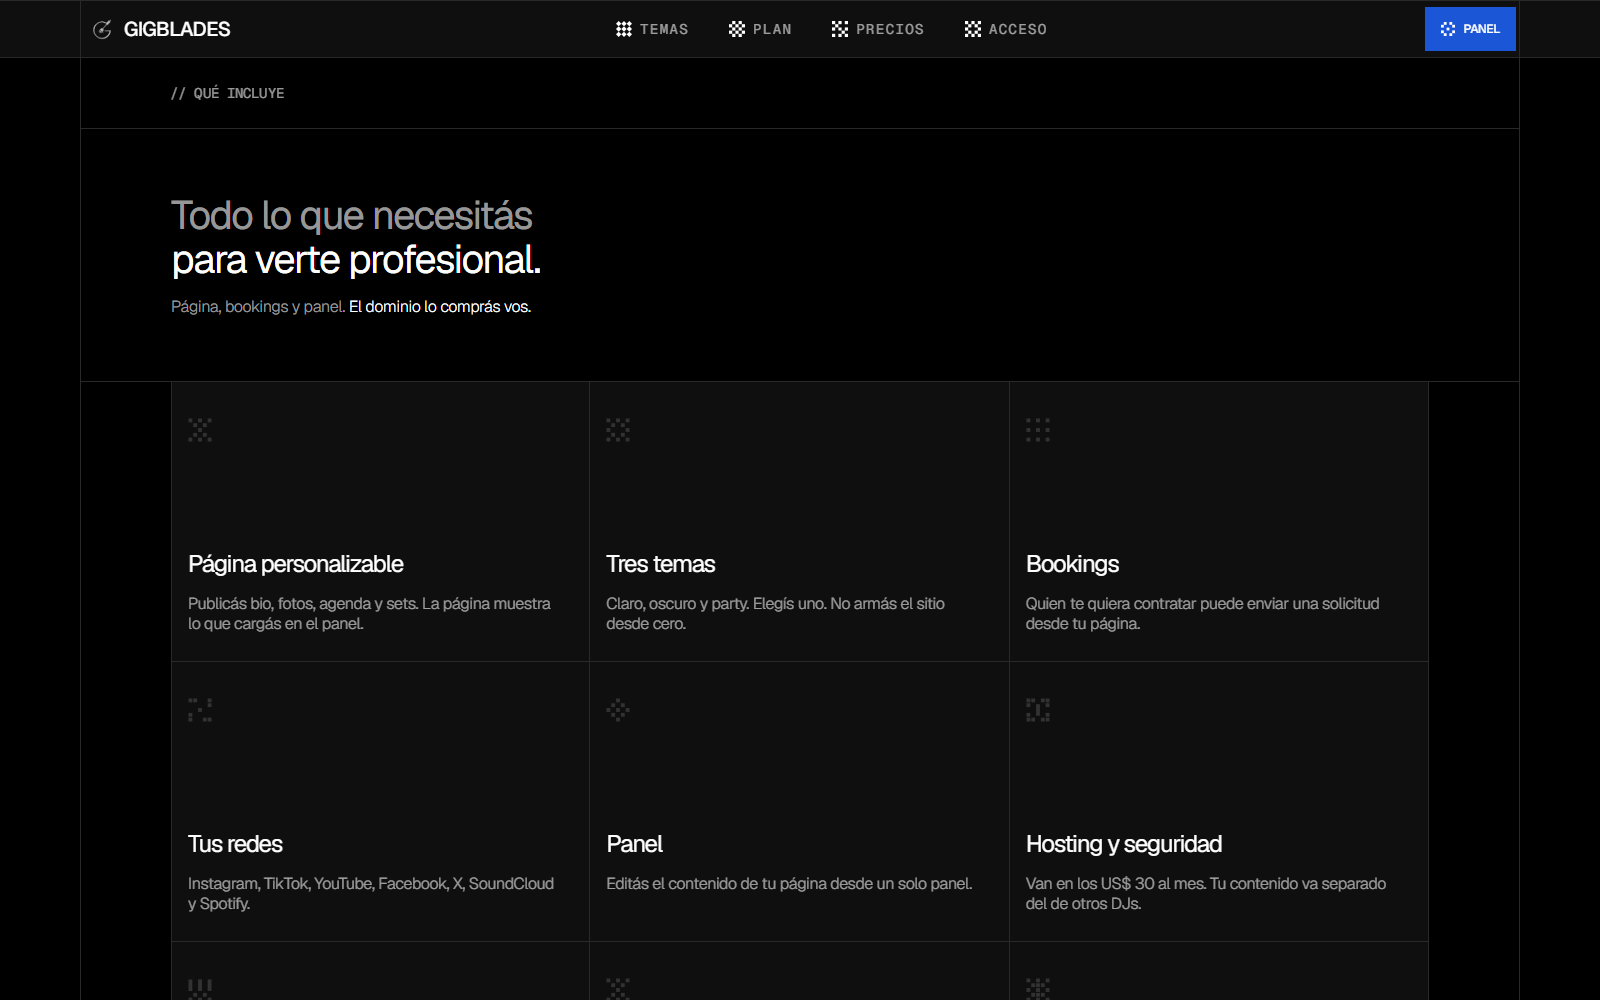 GIGBLADES
TEMAS
PLAN
PRECIOS
ACCESO
PANEL
// QUÉ INCLUYE
Todo lo que necesitás
para verte profesional.
Página, bookings y panel. El dominio lo comprás vos.
Página personalizable
Publicás bio, fotos, agenda y sets. La página muestra
lo que cargás en el panel.
Tres temas
Claro, oscuro y party. Elegís uno. No armás el sitio
desde cero.
Bookings
Quien te quiera contratar puede enviar una solicitud
desde tu página.
Tus redes
Instagram, TikTok, YouTube, Facebook, X, SoundCloud
y Spotify.
Panel
Editás el contenido de tu página desde un solo panel.
Hosting y seguridad
Van en los US$ 30 al mes. Tu contenido va separado
del de otros DJs.